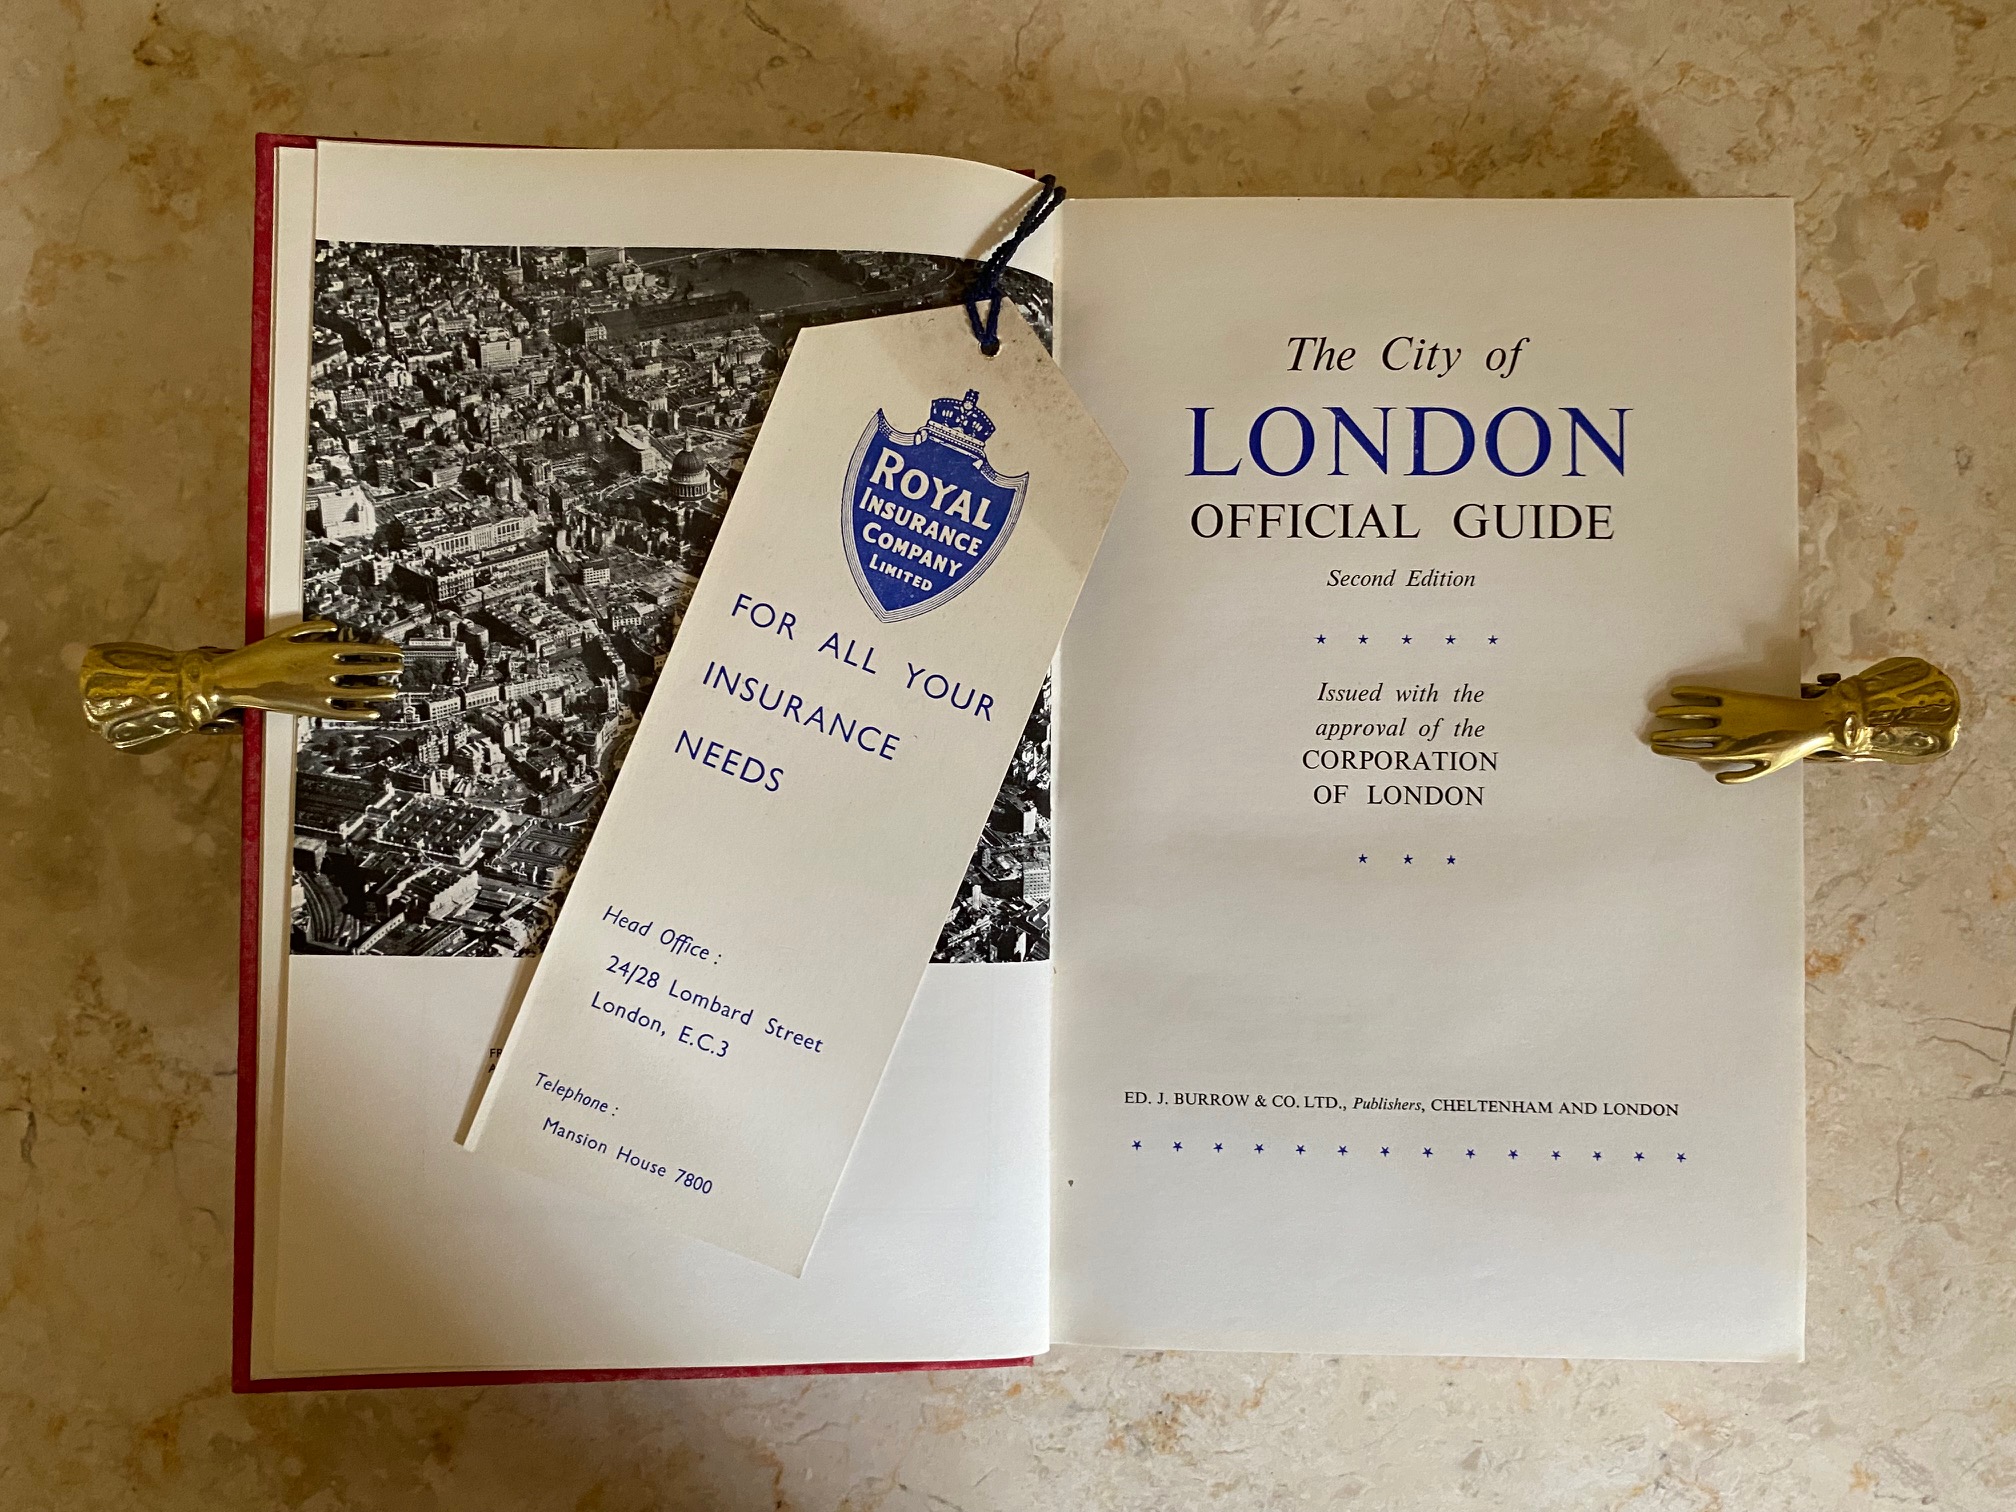 ROYAL
INSURANCE
COMPANY
LIMITED
FOR ALL YOUR
INSURANCE
NEEDS
Head Office :
24/28 Lombard Street
London, E.C.3
Telephone :
Mansion House 7800
The City of
LONDON
OFFICIAL GUIDE
Second Edition
Issued with the
approval of the
CORPORATION
OF LONDON
ED. J. BURROW & CO. LTD., Publishers, CHELTENHAM AND LONDON